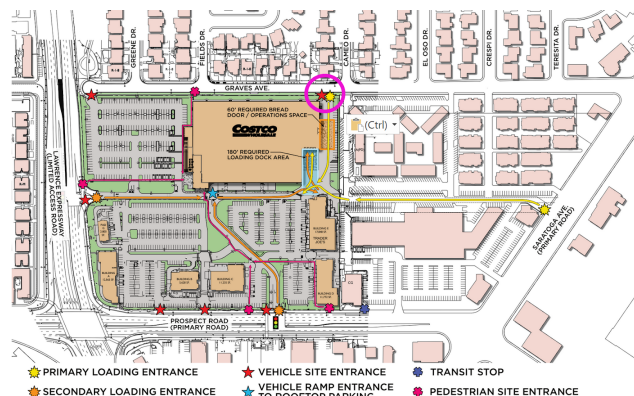 GREENE DR.
FIELDS DR.
CAMEO DR.
EL OSO DR.
CRESPI DR.
TERESITA DR.
GRAVES AVE.
60' REQUIRED BREAD
DOOR / OPERATIONS SPACE
COSTCO
(Ctrl)
180' REQUIRED
LOADING DOCK AREA
LAWRENCE EXPRESSWAY
(LIMITED ACCESS ROAD)
SARATOGA AVE.
(PRIMARY ROAD)
PROSPECT ROAD
(PRIMARY ROAD)
PRIMARY LOADING ENTRANCE
VEHICLE SITE ENTRANCE
TRANSIT STOP
SECONDARY LOADING ENTRANCE
VEHICLE RAMP ENTRANCE
TO ROOFTOP PARKING
PEDESTRIAN SITE ENTRANCE